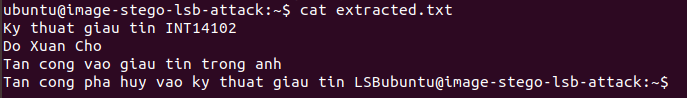 ubuntu@image-stego-lsb-attack:~$ cat extracted.txt
Ky thuat giau tin INT14102
Do Xuan Cho
Tan cong vao giau tin trong anh
Tan cong pha huy vao ky thuat giau tin LSBubuntu@image-stego-lsb-attack:~$